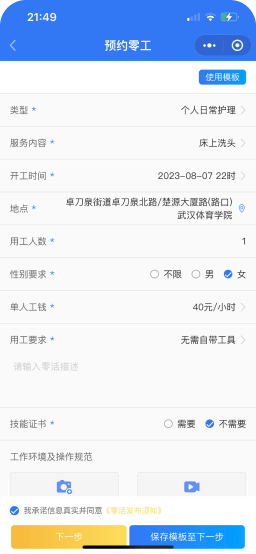 21:49
预约零工
使用模板
类型 * 个人日常护理
服务内容 * 床上洗头
开工时间 * 2023-08-07 22时
地点 * 卓刀泉街道卓刀泉北路/楚源大厦路(路口)
武汉体育学院
用工人数 * 1
性别要求 * 不限 男 女
单人工钱 * 40元/小时
用工要求 * 无需自带工具
请输入零活描述
技能证书 * 需要 不需要
工作环境及操作规范
我承诺信息真实并同意《零活发布须知》
下一步
保存模板至下一步